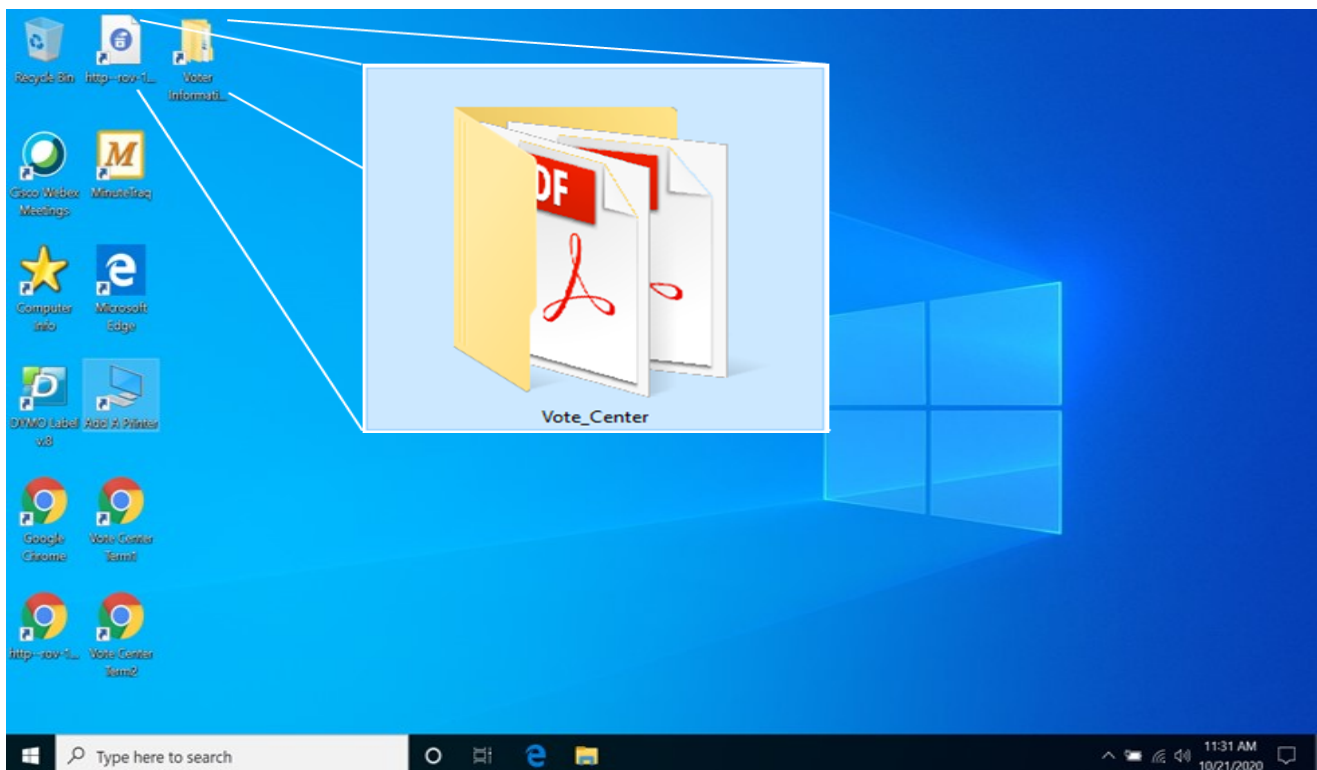 Recycle Bin
http--rov-1...
Voter
Informati...
Cisco Webex
Meetings
M
MinuteTraq
Computer
Info
Microsoft
Edge
D
DYMO Label
v.8
Add A Printer
Google
Chrome
Vote Center
Term1
http--rov-1...
Vote Center
Term2
DF
Vote_Center
Type here to search
11:31 AM
10/21/2020